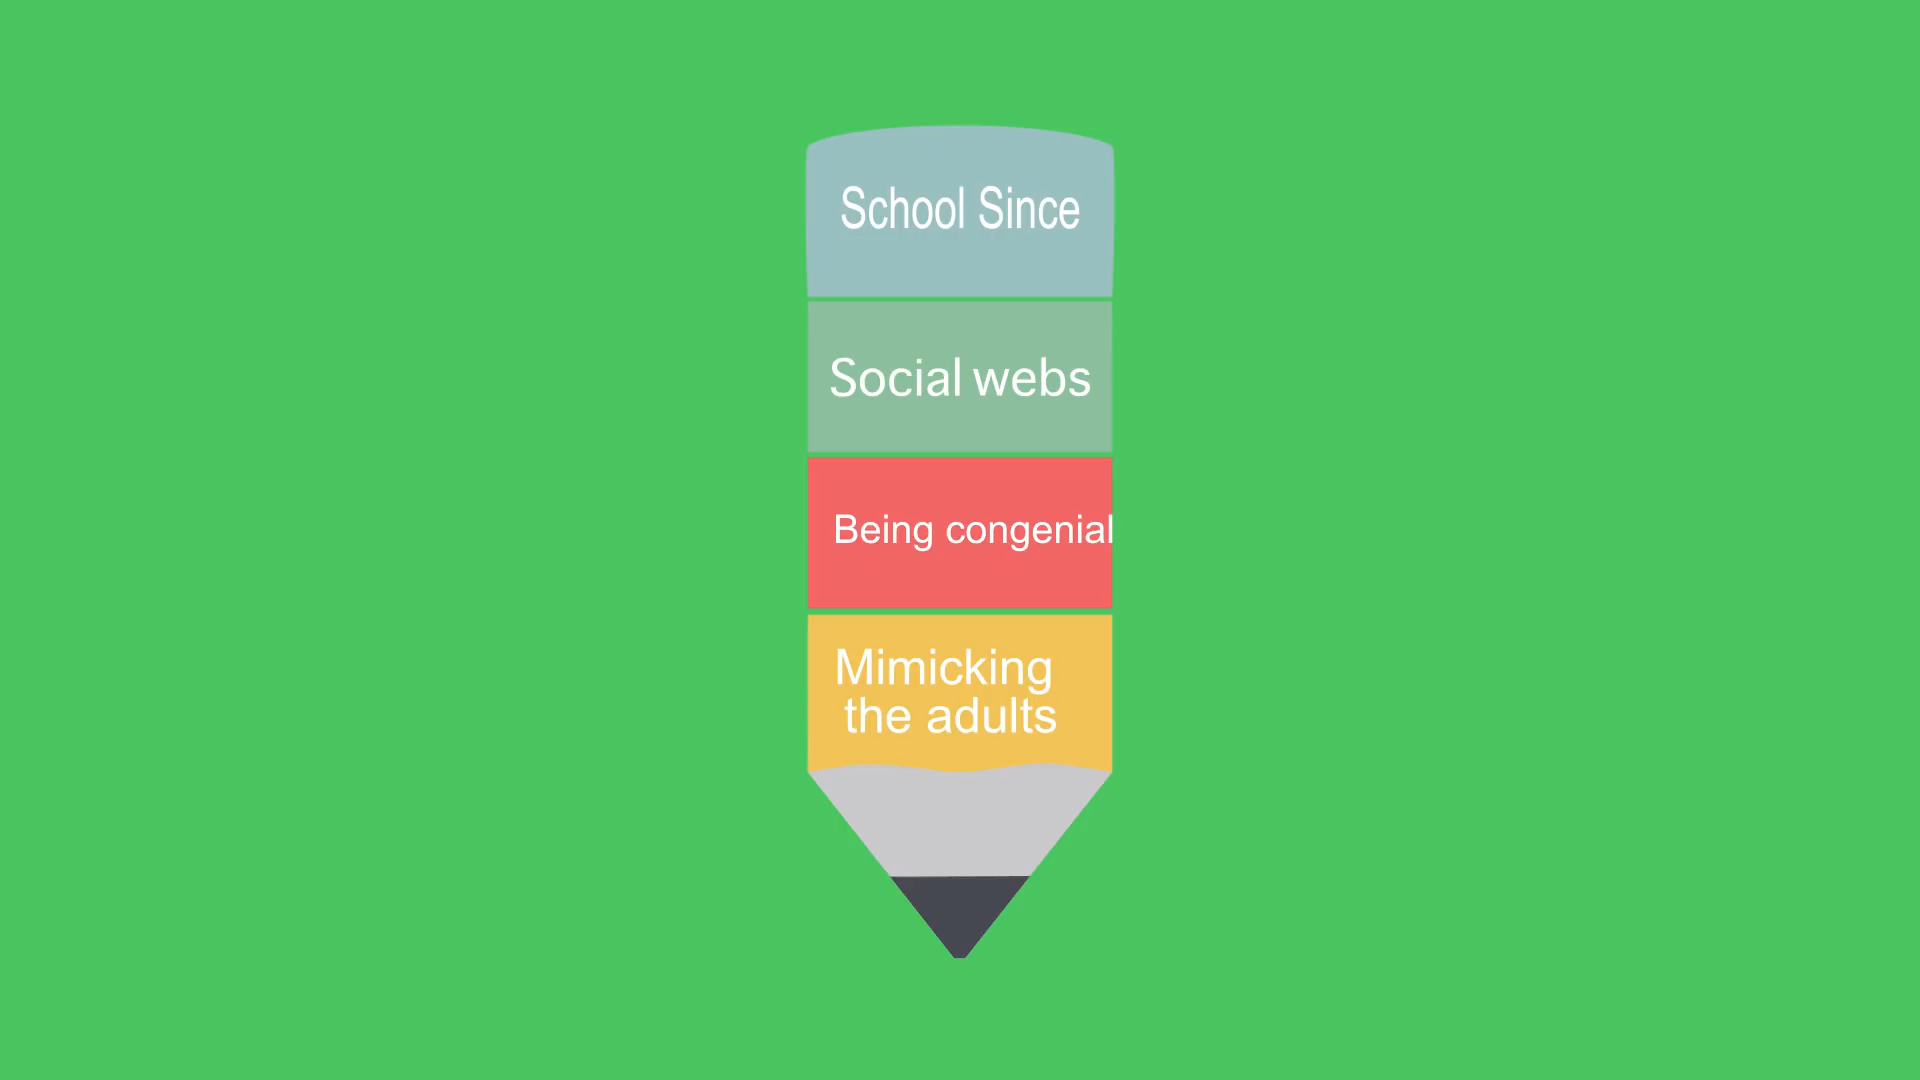 School Since
Social webs
Being congenial
Mimicking
the adults